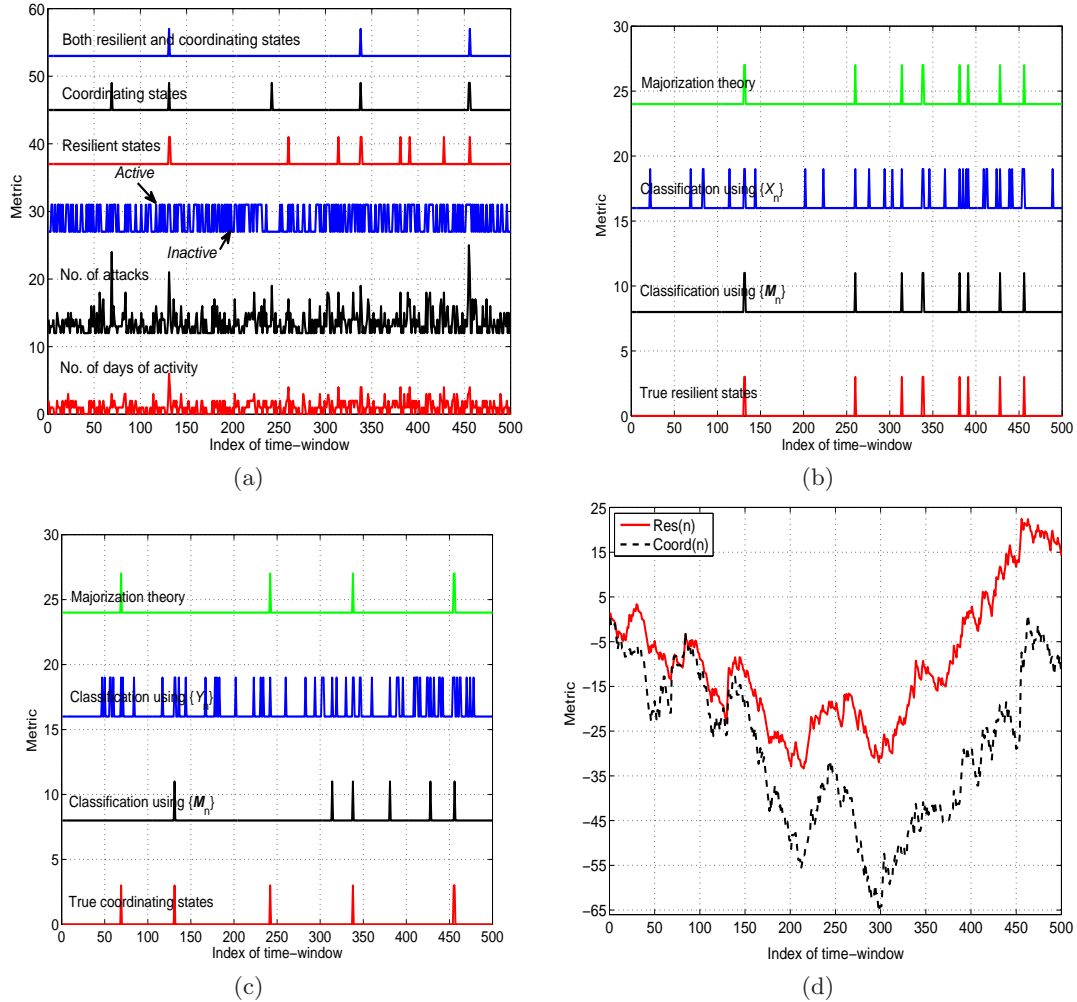 60
50
40
30
20
10
0
Metric
Both resilient and coordinating states
Coordinating states
Resilient states
Active
Inactive
No. of attacks
No. of days of activity
0 50 100 150 200 250 300 350 400 450 500
Index of time-window
(a)
30
25
20
15
10
5
0
Metric
Majorization theory
Classification using {X_n}
Classification using {M_n}
True resilient states
0 50 100 150 200 250 300 350 400 450 500
Index of time-window
(b)
30
25
20
15
10
5
0
Metric
Majorization theory
Classification using {Y_n}
Classification using {M_n}
True coordinating states
0 50 100 150 200 250 300 350 400 450 500
Index of time-window
(c)
25
15
5
-5
-15
-25
-35
-45
-55
-65
Metric
Res(n)
Coord(n)
0 50 100 150 200 250 300 350 400 450 500
Index of time-window
(d)